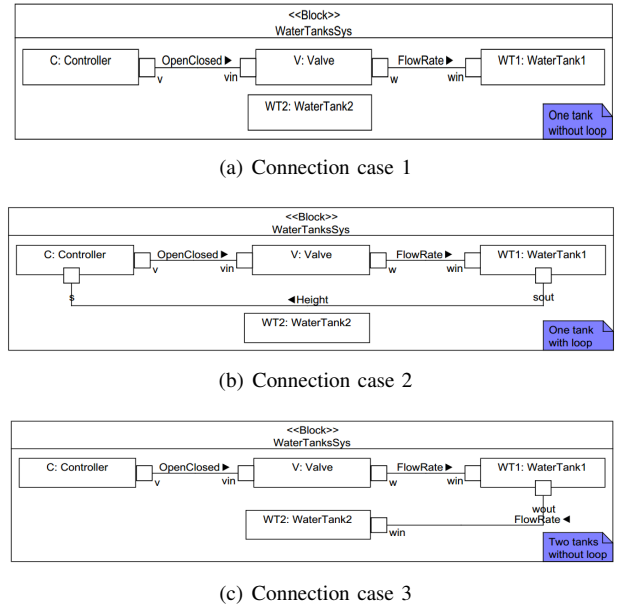 <<Block>>
WaterTanksSys
C: Controller
OpenClosed ▶
V: Valve
FlowRate ▶
WT1: WaterTank1
v
vin
w
win
WT2: WaterTank2
One tank
without loop
(a) Connection case 1
<<Block>>
WaterTanksSys
C: Controller
OpenClosed ▶
V: Valve
FlowRate ▶
WT1: WaterTank1
v
vin
w
win
s
◀Height
sout
WT2: WaterTank2
One tank
with loop
(b) Connection case 2
<<Block>>
WaterTanksSys
C: Controller
OpenClosed ▶
V: Valve
FlowRate ▶
WT1: WaterTank1
v
vin
w
win
wout
WT2: WaterTank2
FlowRate ◀
win
Two tanks
without loop
(c) Connection case 3